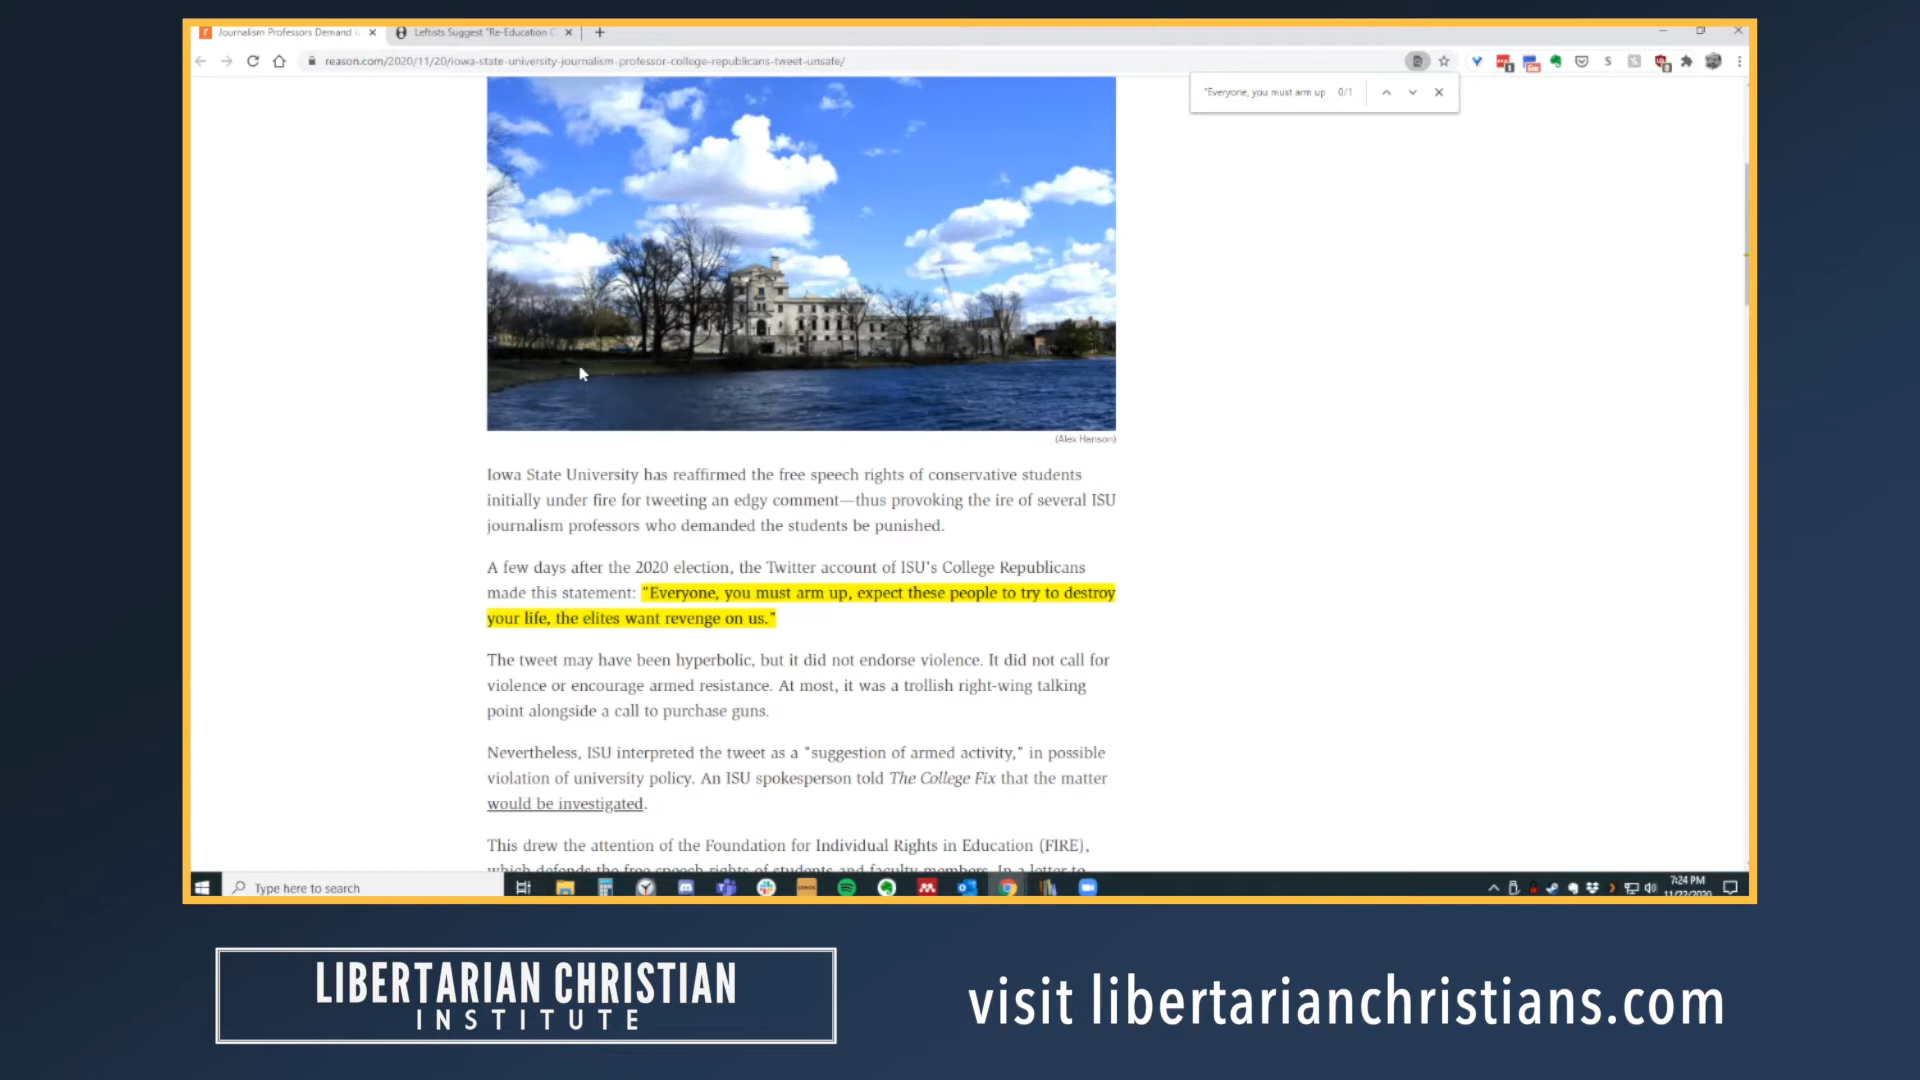 Journalism Professors Demand
Leftists Suggest "Re-Education C
reason.com/2020/11/20/iowa-state-university-journalism-professor-college-republicans-tweet-unsafe/
"Everyone, you must arm up 0/1
(Alex Hanson)
Iowa State University has reaffirmed the free speech rights of conservative students
initially under fire for tweeting an edgy comment—thus provoking the ire of several ISU
journalism professors who demanded the students be punished.
A few days after the 2020 election, the Twitter account of ISU's College Republicans
made this statement: "Everyone, you must arm up, expect these people to try to destroy
your life, the elites want revenge on us."
The tweet may have been hyperbolic, but it did not endorse violence. It did not call for
violence or encourage armed resistance. At most, it was a trollish right-wing talking
point alongside a call to purchase guns.
Nevertheless, ISU interpreted the tweet as a "suggestion of armed activity," in possible
violation of university policy. An ISU spokesperson told The College Fix that the matter
would be investigated.
This drew the attention of the Foundation for Individual Rights in Education (FIRE),
which defends the free speech rights of students and faculty members. In a letter to
Type here to search
7:24 PM
11/22/2020
LIBERTARIAN CHRISTIAN
INSTITUTE
visit libertarianchristians.com